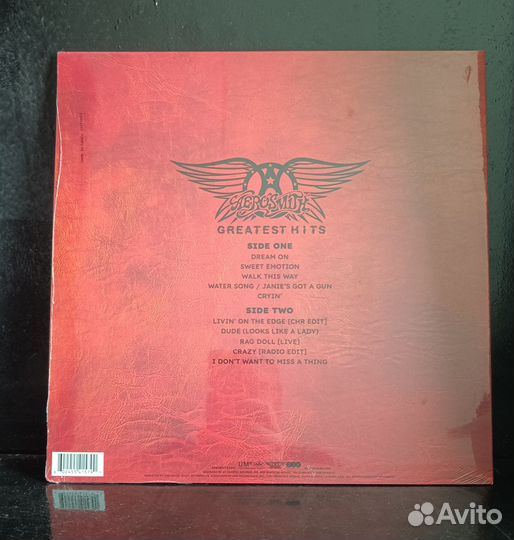 AEROSMITH
GREATEST HITS
SIDE ONE
DREAM ON
SWEET EMOTION
WALK THIS WAY
WATER SONG / JANIE'S GOT A GUN
CRYIN'
SIDE TWO
LIVIN' ON THE EDGE [CHR EDIT]
DUDE (LOOKS LIKE A LADY)
RAG DOLL [LIVE]
CRAZY [RADIO EDIT]
I DON'T WANT TO MISS A THING
UMe
Avito